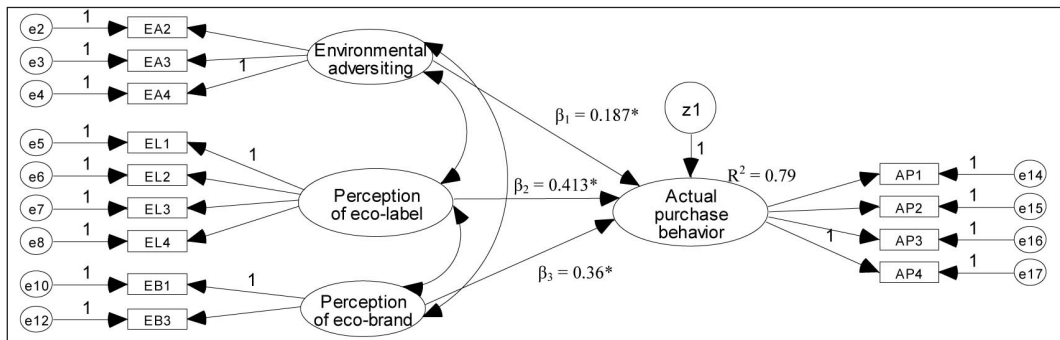 e2 1 EA2
e3 1 EA3
e4 1 EA4
1
Environmental
adversiting
e5 1 EL1
e6 1 EL2
e7 1 EL3
e8 1 EL4
1
Perception
of eco-label
e10 1 EB1
e12 1 EB3
1
Perception
of eco-brand
β1 = 0.187*
β2 = 0.413*
β3 = 0.36*
z1
1
R2 = 0.79
Actual
purchase
behavior
1
AP1 1 e14
AP2 1 e15
AP3 1 e16
AP4 1 e17